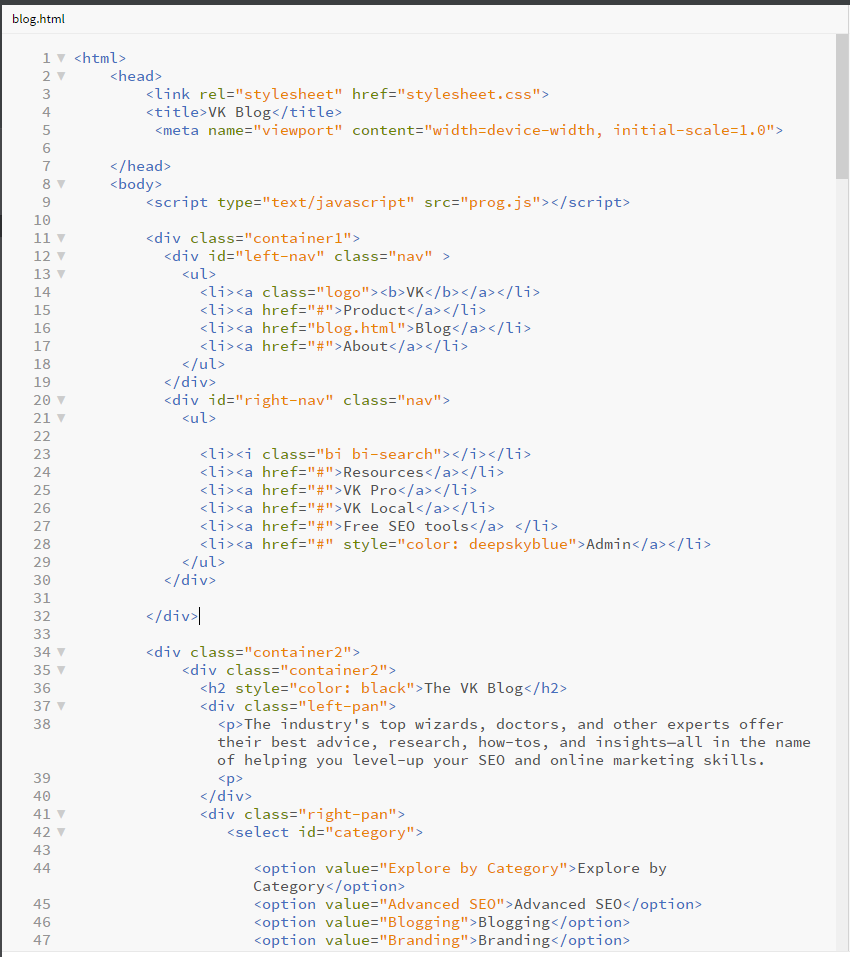 blog.html
1 <html>
2 <head>
3 <link rel="stylesheet" href="stylesheet.css">
4 <title>VK Blog</title>
5 <meta name="viewport" content="width=device-width, initial-scale=1.0">
6
7 </head>
8 <body>
9 <script type="text/javascript" src="prog.js"></script>
10
11 <div class="container1">
12 <div id="left-nav" class="nav" >
13 <ul>
14 <li><a class="logo"><b>VK</b></a></li>
15 <li><a href="#">Product</a></li>
16 <li><a href="blog.html">Blog</a></li>
17 <li><a href="#">About</a></li>
18 </ul>
19 </div>
20 <div id="right-nav" class="nav">
21 <ul>
22
23 <li><i class="bi bi-search"></i></li>
24 <li><a href="#">Resources</a></li>
25 <li><a href="#">VK Pro</a></li>
26 <li><a href="#">VK Local</a></li>
27 <li><a href="#">Free SEO tools</a> </li>
28 <li><a href="#" style="color: deepskyblue">Admin</a></li>
29 </ul>
30 </div>
31
32 </div>
33
34 <div class="container2">
35 <div class="container2">
36 <h2 style="color: black">The VK Blog</h2>
37 <div class="left-pan">
38 <p>The industry's top wizards, doctors, and other experts offer
their best advice, research, how-tos, and insights—all in the name
of helping you level-up your SEO and online marketing skills.
39 <p>
40 </div>
41 <div class="right-pan">
42 <select id="category">
43
44 <option value="Explore by Category">Explore by
Category</option>
45 <option value="Advanced SEO">Advanced SEO</option>
46 <option value="Blogging">Blogging</option>
47 <option value="Branding">Branding</option>